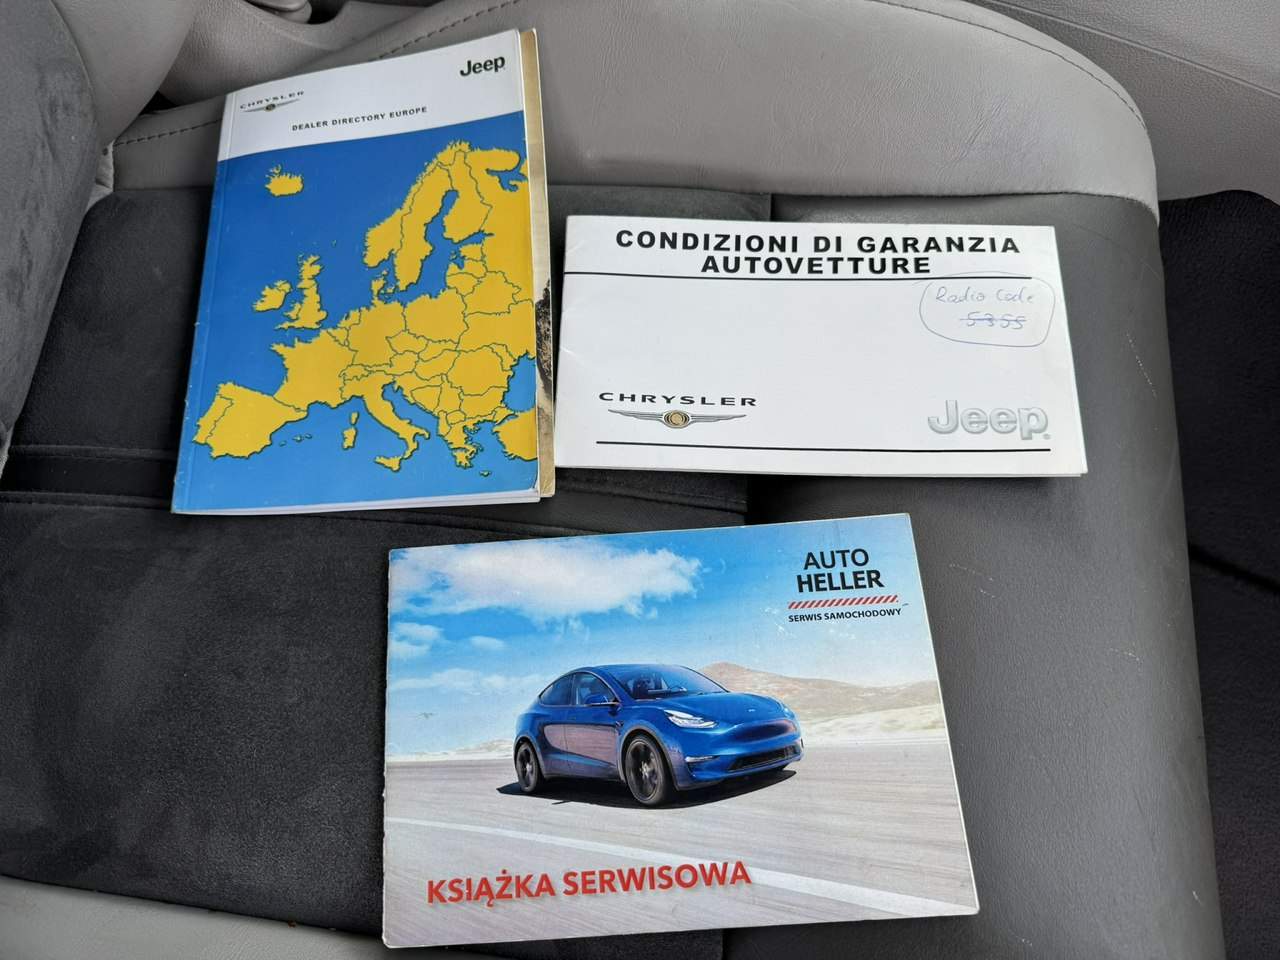 CHRYSLER
Jeep
DEALER DIRECTORY EUROPE
CONDIZIONI DI GARANZIA
AUTOVETTURE
Radio Code
5355
CHRYSLER
Jeep
AUTO
HELLER
SERWIS SAMOCHODOWY
KSIĄŻKA SERWISOWA